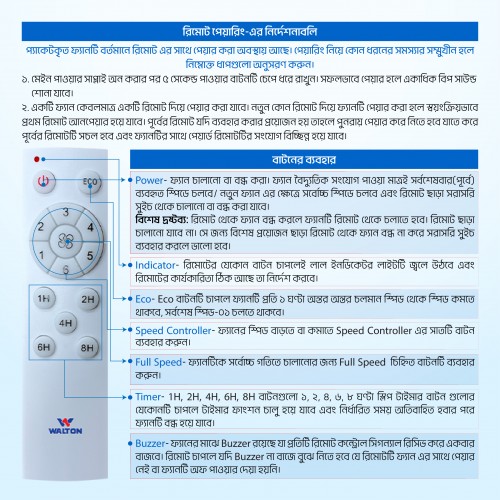 রিমোট পেয়ারিং-এর নির্দেশনাবলি
প্যাকেটকৃত ফ্যানটি বর্তমানে রিমোট এর সাথে পেয়ার করা অবস্থায় আছে। পেয়ারিং নিয়ে কোন ধরনের সমস্যার সম্মুখীন হলে
নিম্নোক্ত ধাপগুলো অনুসরণ করুন।
১. মেইন পাওয়ার সাপ্লাই অন করার পর ৫ সেকেন্ড পাওয়ার বাটনটি চেপে ধরে রাখুন। সফলভাবে পেয়ার হলে একাধিক বিপ সাউন্ড
শোনা যাবে।
২. একটি ফ্যান কেবলমাত্র একটি রিমোট দিয়ে পেয়ার করা যাবে। নতুন কোন রিমোট দিয়ে ফ্যানটি পেয়ার করা হলে স্বয়ংক্রিয়ভাবে
প্রথম রিমোট আনপেয়ার হয়ে যাবে। পূর্বের রিমোট যদি ব্যবহার করার প্রয়োজন হয় তাহলে পুনরায় পেয়ার করে নিতে হবে যাতে করে
পূর্বের রিমোটটি সচল হবে এবং ফ্যানটির সাথে পেয়ার্ড রিমোটটির সংযোগ বিচ্ছিন্ন হয়ে যাবে।
বাটনের ব্যবহার
Power- ফ্যান চালানো বা বন্ধ করা। ফ্যান বৈদ্যুতিক সংযোগ পাওয়া মাত্রই সর্বশেষবার(পূর্বে)
ব্যবহৃত স্পিডে চলবে / নতুন ফ্যান এর ক্ষেত্রে সর্বোচ্চ স্পিডে চলবে এবং রিমোট ছাড়া সরাসরি
সুইচ থেকে চালানো বা বন্ধ করা যাবে।
বিশেষ দ্রষ্টব্য: রিমোট থেকে ফ্যান বন্ধ করলে ফ্যানটি রিমোট থেকে চলাতে হবে। রিমোট ছাড়া
চালানো যাবে না। সে জন্য বিশেষ প্রয়োজন ছাড়া রিমোট থেকে ফ্যান বন্ধ না করে সরাসরি সুইচ
ব্যবহার করলে ভালো হবে।
Indicator- রিমোটের যেকোন বাটন চাপলেই লাল ইনডিকেটর লাইটটি জ্বলে উঠবে এবং
রিমোটের কার্যকারিতা ঠিক আছে তা নির্দেশ করবে।
Eco- Eco বাটনটি চাপলে ফ্যানটি প্রতি ১ ঘণ্টা অন্তর অন্তর চলমান স্পিড থেকে স্পিড কমতে
থাকবে, সর্বশেষ স্পিড-০১ চলতে থাকবে।
Speed Controller- ফ্যানের স্পিড বাড়তে বা কমাতে Speed Controller এর সাতটি বাটন
ব্যবহার করুন।
Full Speed- ফ্যানটিকে সর্বোচ্চ গতিতে চালানোর জন্য Full Speed চিহ্নিত বাটনটি ব্যবহার
করুন।
Timer- 1H, 2H, 4H, 6H, 8H বাটনগুলো ১, ২, ৪, ৬, ৮ ঘণ্টা স্লিপ টাইমার বাটন গুলোর
যেকোনটি চাপলে টাইমার ফাংশন চালু হয়ে যাবে এবং নির্ধারিত সময় অতিবাহিত হবার পরে
ফ্যানটি বন্ধ হয়ে যাবে।
Buzzer- ফ্যানের মাঝে Buzzer রয়েছে যা প্রতিটি রিমোট কন্ট্রোল সিগন্যাল রিসিভ করে একবার
বাজবে। রিমোট চাপলে যদি Buzzer না বাজে বুঝে নিতে হবে যে রিমোটটি ফ্যান এর সাথে পেয়ার
নেই বা ফ্যানটি অফ পাওয়ার দেয়া হয়নি।
ECO
3 4
2 5
1 6
1H 2H
4H
6H 8H
WALTON